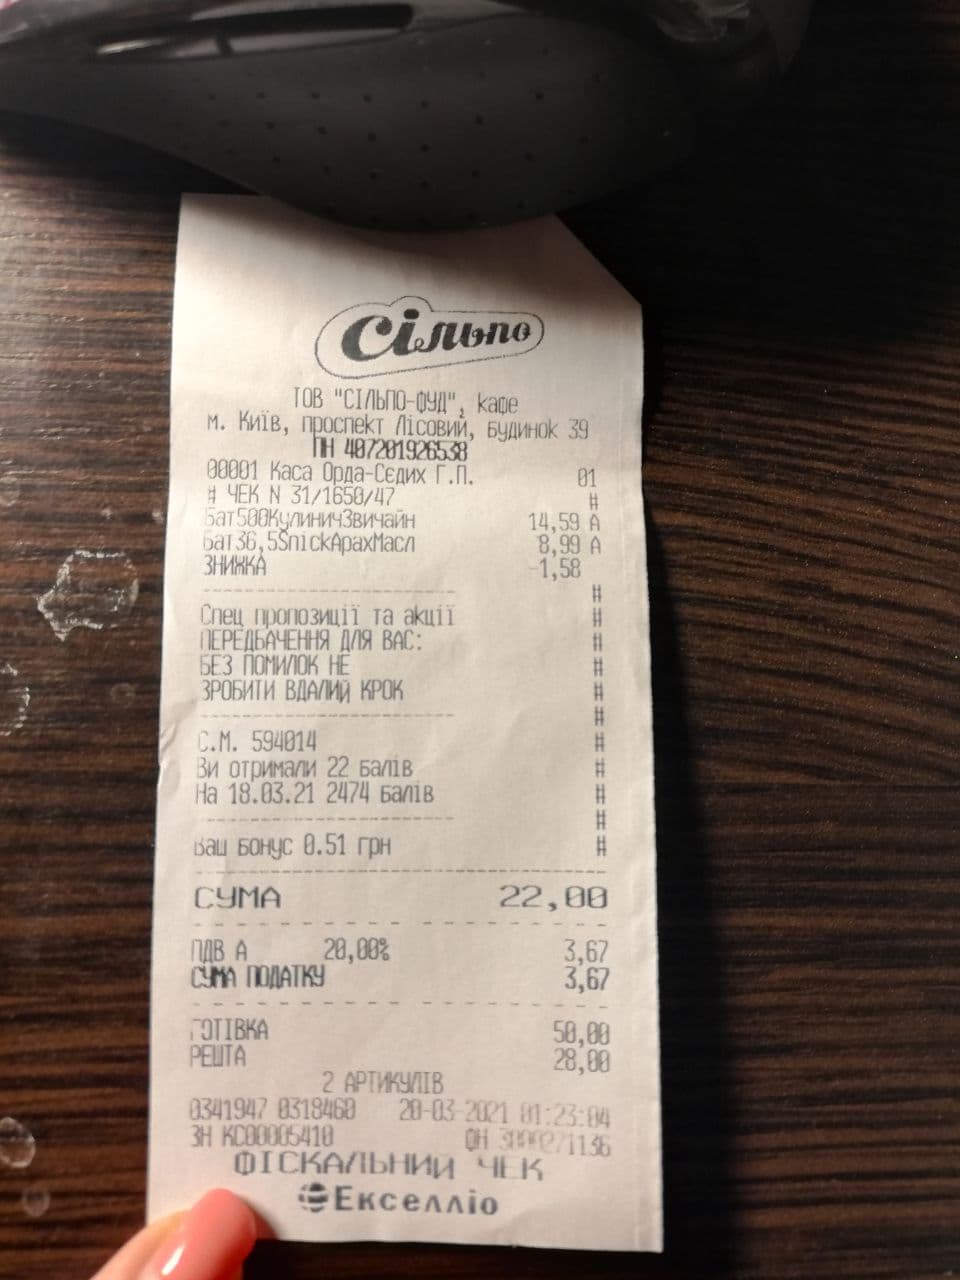 Сільпо
ТОВ "СІЛЬПО-ФУД", кафе
м. Київ, проспект Лісовий, будинок 39
ПН 407201926538
00001 Каса Орда-Сєдих Г.П. 01
# ЧЕК N 31/1650/47 #
Бат500КулиничЗвичайн 14,59 А
Бат36,5SnickАрахМасл 8,99 А
ЗНИЖКА -1,58
#
Спец пропозиції та акції #
ПЕРЕДБАЧЕННЯ ДЛЯ ВАС: #
БЕЗ ПОМИЛОК НЕ #
ЗРОБИТИ ВДАЛИЙ КРОК #
#
С.М. 594014 #
Ви отримали 22 балів #
На 18.03.21 2474 балів #
#
Ваш бонус 0.51 грн #
СУМА 22,00
ПДВ А 20,00% 3,67
СУМА ПОДАТКУ 3,67
ГОТІВКА 50,00
РЕШТА 28,00
2 АРТИКУЛІВ
0341947 0318460 20-03-2021 01:23:04
ЗН КС00005410 ФН
ФІСКАЛЬНИЙ ЧЕК
Екселліо